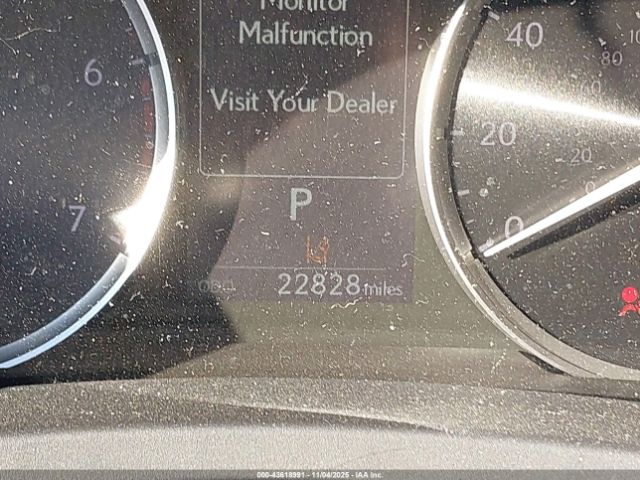 Monitor
Malfunction
Visit Your Dealer
P
22828 miles
6
7
40
20
0
80
60
20
0
000-43618991 - 11/04/2025 - IAA Inc.